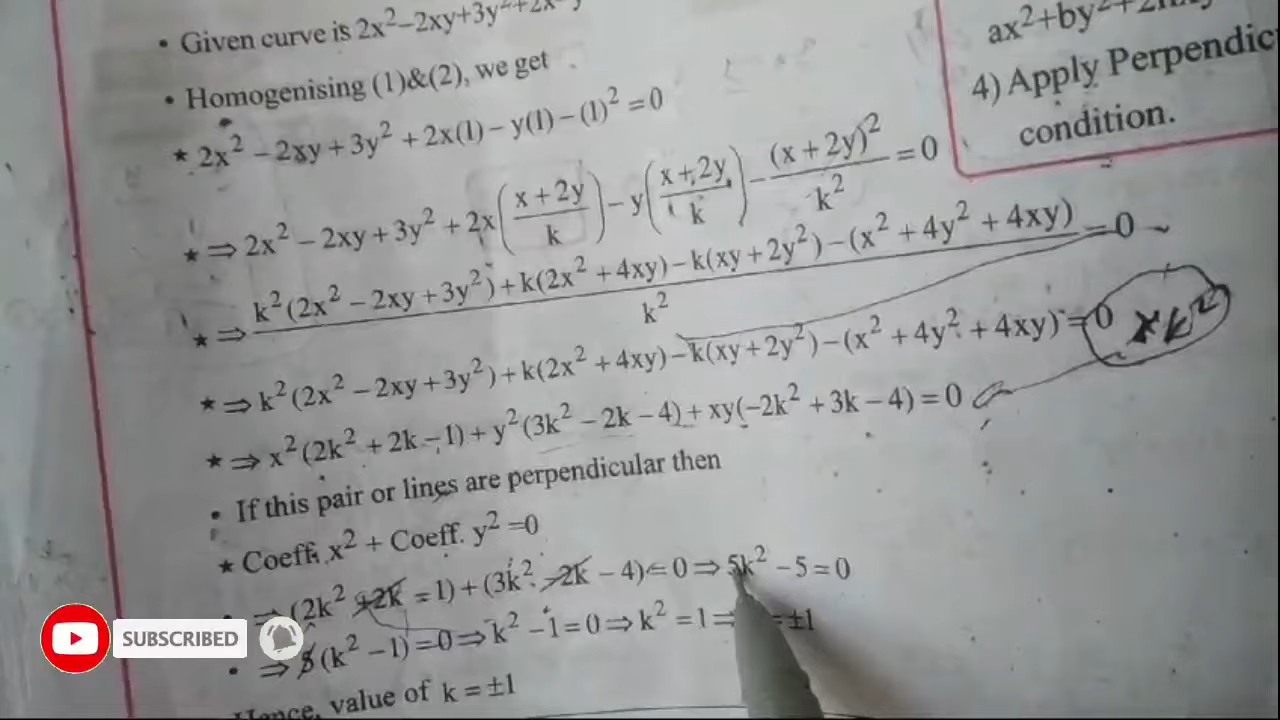 • Given curve is 2x²−2xy+3y²+2x−y
• Homogenising (1)&(2), we get
★ 2x² − 2xy + 3y² + 2x(1) − y(1) − (1)² = 0
★ ⇒ 2x² − 2xy + 3y² + 2x((x + 2y)/k) − y((x + 2y)/k) − (x + 2y)²/k² = 0
★ ⇒ (k²(2x² − 2xy + 3y²) + k(2x² + 4xy) − k(xy + 2y²) − (x² + 4y² + 4xy))/k² = 0
★ ⇒ k²(2x² − 2xy + 3y²) + k(2x² + 4xy) − k(xy + 2y²) − (x² + 4y² + 4xy) = 0 × k²
★ ⇒ x²(2k² + 2k − 1) + y²(3k² − 2k − 4) + xy(−2k² + 3k − 4) = 0
• If this pair or lines are perpendicular then
★ Coeff. x² + Coeff. y² = 0
• ⇒ (2k² + 2k − 1) + (3k² − 2k − 4) = 0 ⇒ 5k² − 5 = 0
• ⇒ 5(k² − 1) = 0 ⇒ k² − 1 = 0 ⇒ k² = 1 ⇒ = ±1
Hence, value of k = ±1
ax²+by²+
4) Apply Perpendic
condition.
SUBSCRIBED